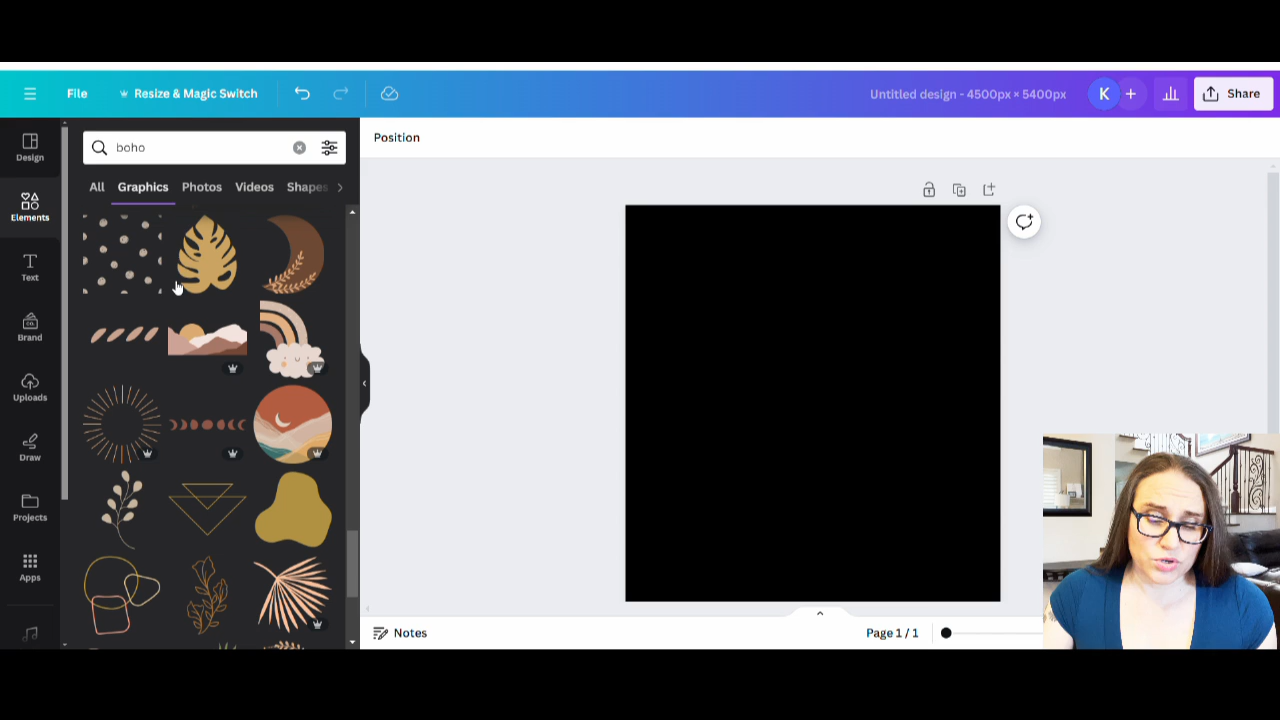 File
Resize & Magic Switch
Untitled design - 4500px × 5400px
K
+
Share
Design
Elements
Text
Brand
Uploads
Draw
Projects
Apps
boho
All
Graphics
Photos
Videos
Shapes
Position
Notes
Page 1 / 1